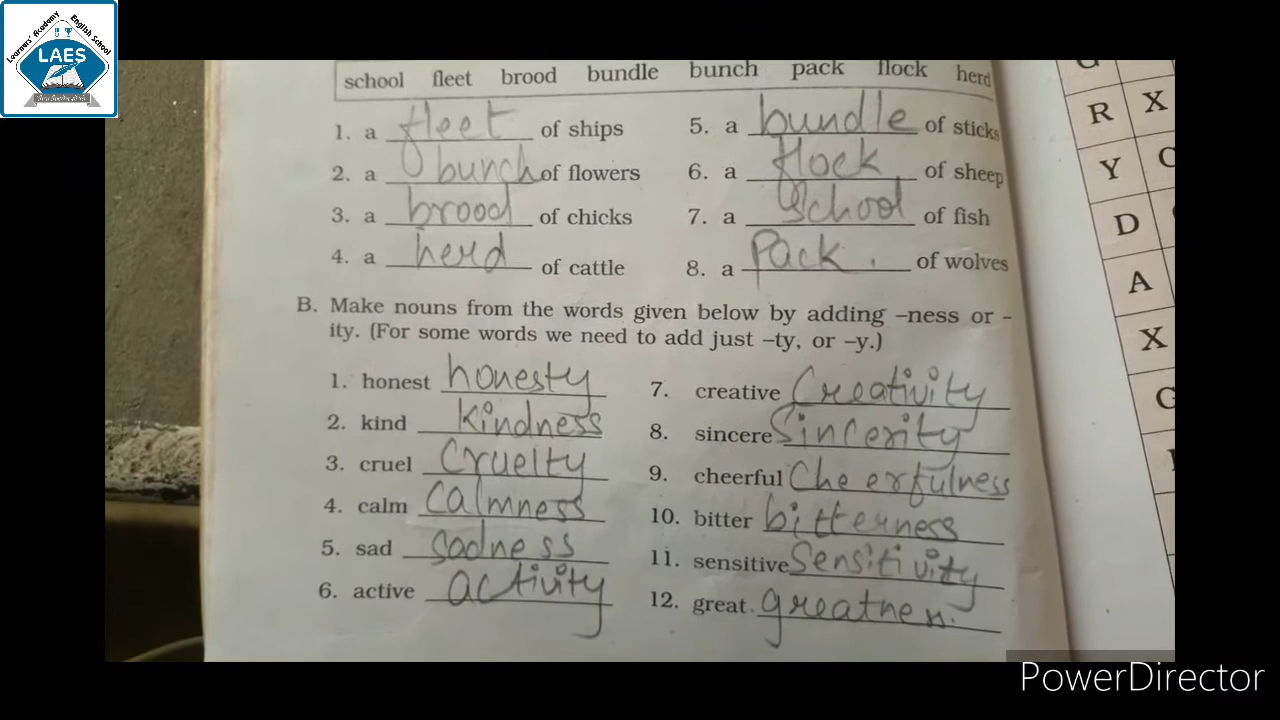 Learners' Academy English School
LAES
school fleet brood bundle bunch pack flock herd
1. a fleet of ships
2. a bunch of flowers
3. a brood of chicks
4. a herd of cattle
5. a bundle of sticks
6. a flock of sheep
7. a School of fish
8. a Pack. of wolves
B. Make nouns from the words given below by adding –ness or –
ity. (For some words we need to add just –ty, or –y.)
1. honest honesty
2. kind kindness
3. cruel cruelty
4. calm calmness
5. sad sadness
6. active activity
7. creative Creativity
8. sincere Sincerity
9. cheerful Cheerfulness
10. bitter bitterness
11. sensitive Sensitivity
12. great greatness.
R X
Y
D
A
X
PowerDirector